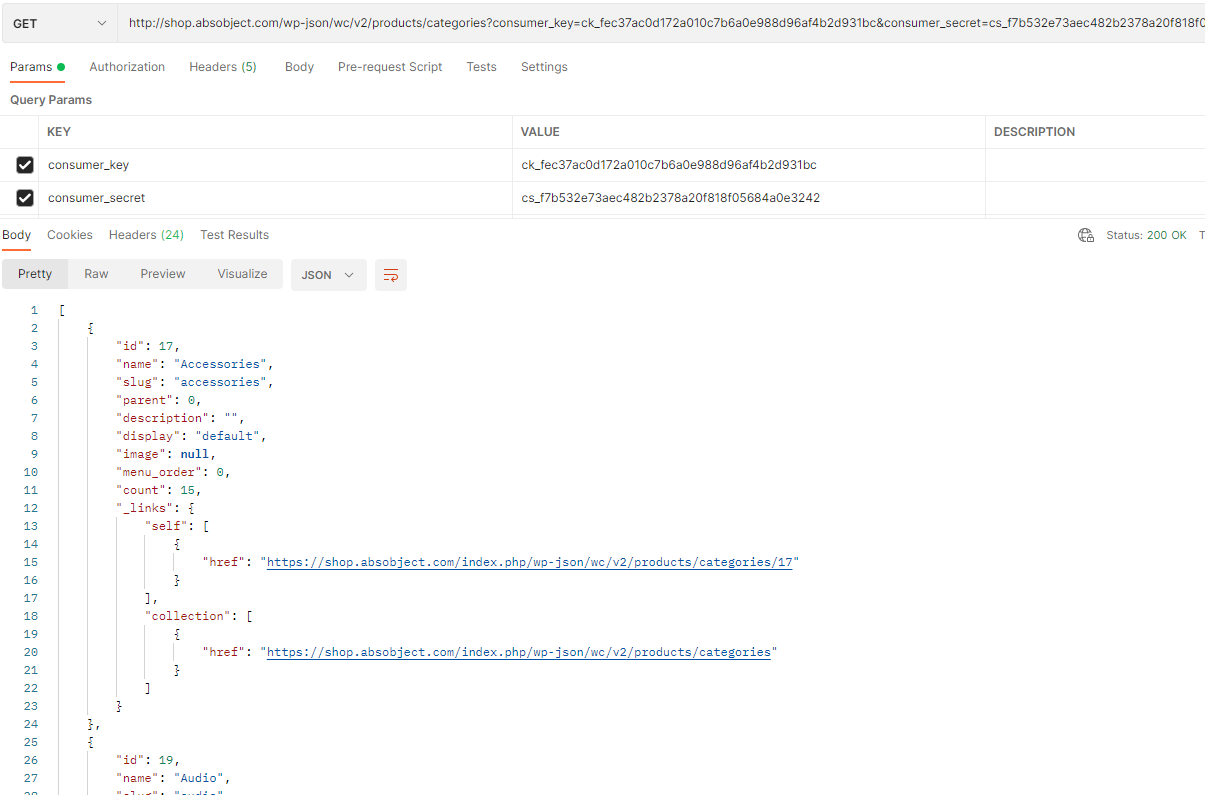 GET http://shop.absobject.com/wp-json/wc/v2/products/categories?consumer_key=ck_fec37ac0d172a010c7b6a0e988d96af4b2d931bc&consumer_secret=cs_f7b532e73aec482b2378a20f818f0
Params Authorization Headers (5) Body Pre-request Script Tests Settings
Query Params
KEY VALUE DESCRIPTION
consumer_key ck_fec37ac0d172a010c7b6a0e988d96af4b2d931bc
consumer_secret cs_f7b532e73aec482b2378a20f818f05684a0e3242
Body Cookies Headers (24) Test Results Status: 200 OK T
Pretty Raw Preview Visualize JSON
1 [
2 {
3 "id": 17,
4 "name": "Accessories",
5 "slug": "accessories",
6 "parent": 0,
7 "description": "",
8 "display": "default",
9 "image": null,
10 "menu_order": 0,
11 "count": 15,
12 "_links": {
13 "self": [
14 {
15 "href": "https://shop.absobject.com/index.php/wp-json/wc/v2/products/categories/17"
16 }
17 ],
18 "collection": [
19 {
20 "href": "https://shop.absobject.com/index.php/wp-json/wc/v2/products/categories"
21 }
22 ]
23 }
24 },
25 {
26 "id": 19,
27 "name": "Audio",